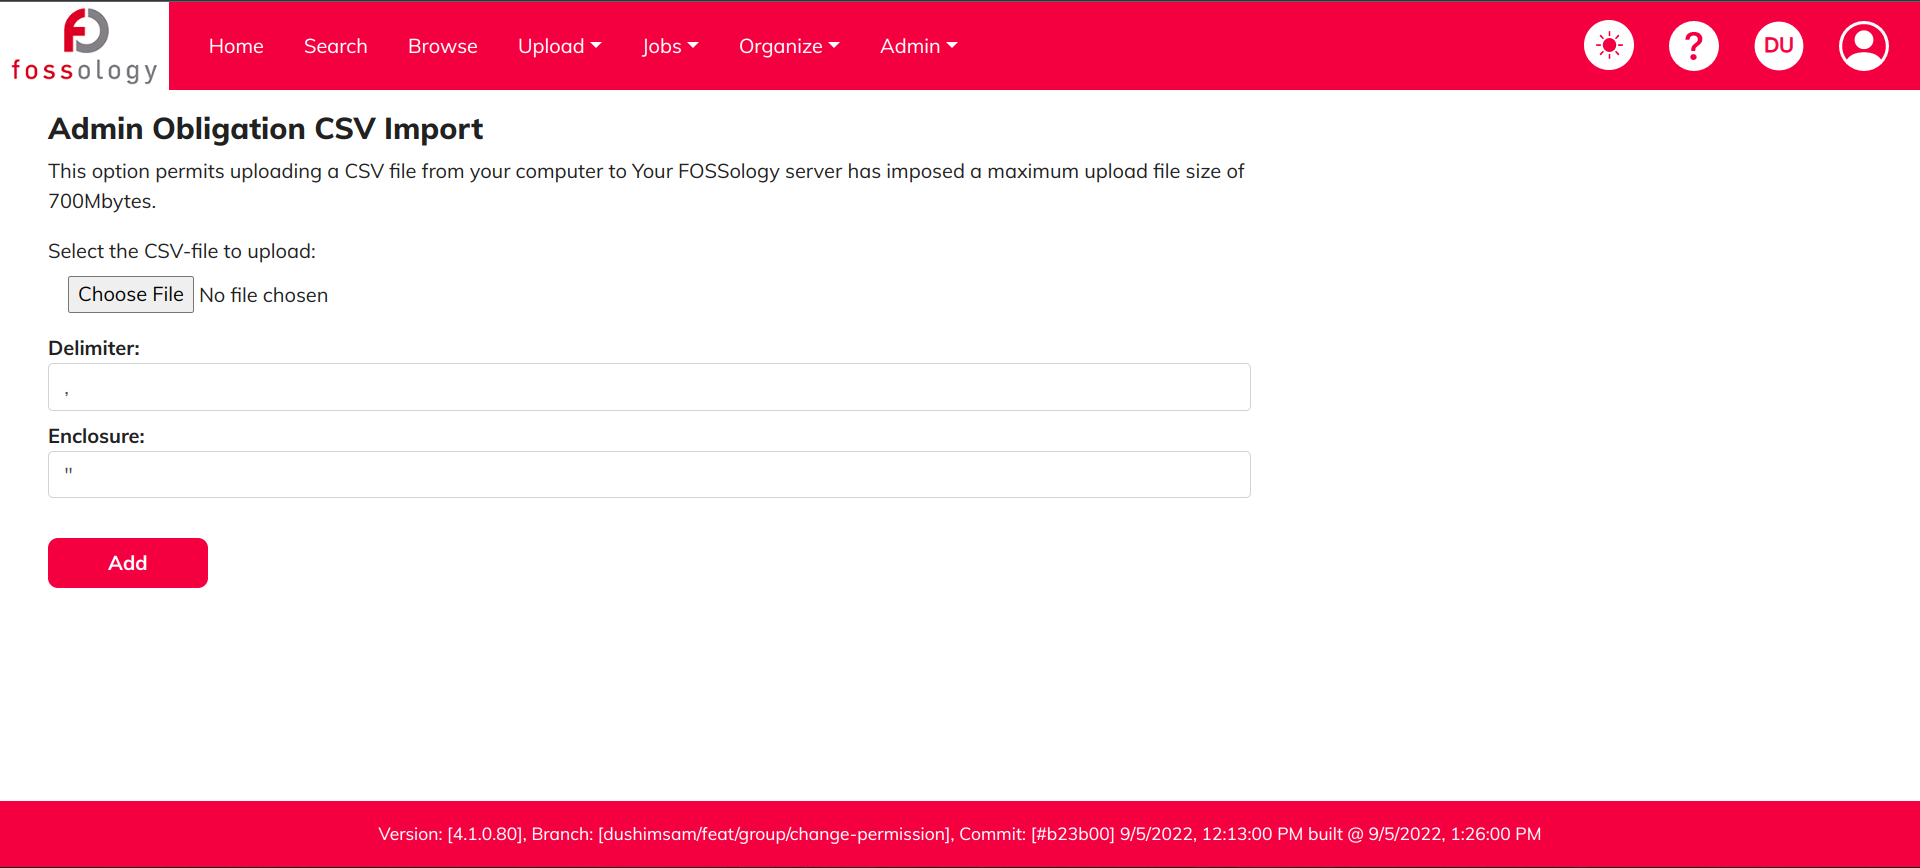 fossology
Home Search Browse Upload Jobs Organize Admin ? DU
Admin Obligation CSV Import
This option permits uploading a CSV file from your computer to Your FOSSology server has imposed a maximum upload file size of
700Mbytes.
Select the CSV-file to upload:
Choose File No file chosen
Delimiter:
,
Enclosure:
"
Add
Version: [4.1.0.80], Branch: [dushimsam/feat/group/change-permission], Commit: [#b23b00] 9/5/2022, 12:13:00 PM built @ 9/5/2022, 1:26:00 PM